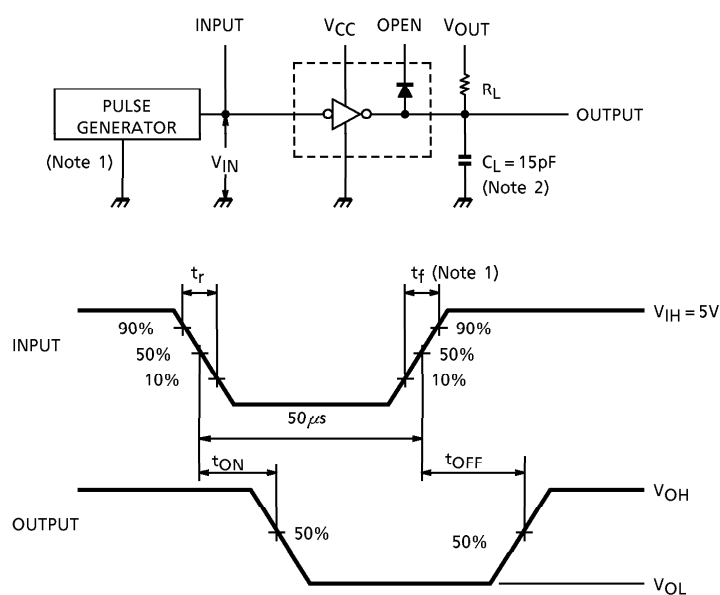 INPUT
VCC
OPEN
VOUT
PULSE
GENERATOR
(Note 1)
VIN
RL
OUTPUT
CL = 15pF
(Note 2)
tr
tf (Note 1)
VIH = 5V
INPUT
90%
50%
10%
90%
50%
10%
50μs
tON
tOFF
VOH
OUTPUT
50%
50%
VOL